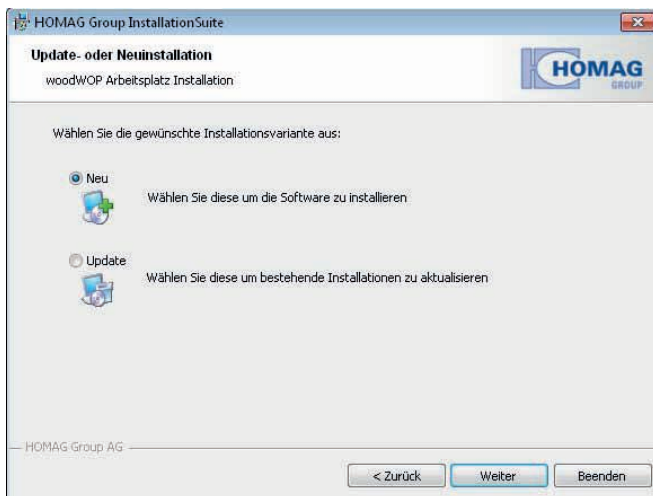 HOMAG Group InstallationSuite
Update- oder Neuinstallation
woodWOP Arbeitsplatz Installation
HOMAG
GROUP
Wählen Sie die gewünschte Installationsvariante aus:
Neu
Wählen Sie diese um die Software zu installieren
Update
Wählen Sie diese um bestehende Installationen zu aktualisieren
HOMAG Group AG
< Zurück
Weiter
Beenden